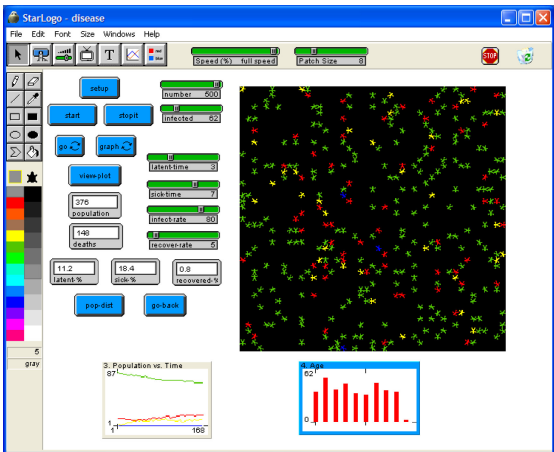 StarLogo - disease
File Edit Font Size Windows Help
T
Speed (%) full speed
Patch Size 8
STOP
setup
number 500
start
stopit
infected 62
go
graph
latent-time 3
view-plot
sick-time 7
376
population
infect-rate 80
148
deaths
recover-rate 5
11.2
latent-%
18.4
sick-%
0.8
recovered-%
pop-dist
go-back
5
gray
3. Population vs. Time
87
1
1
168
4. Age
62
0